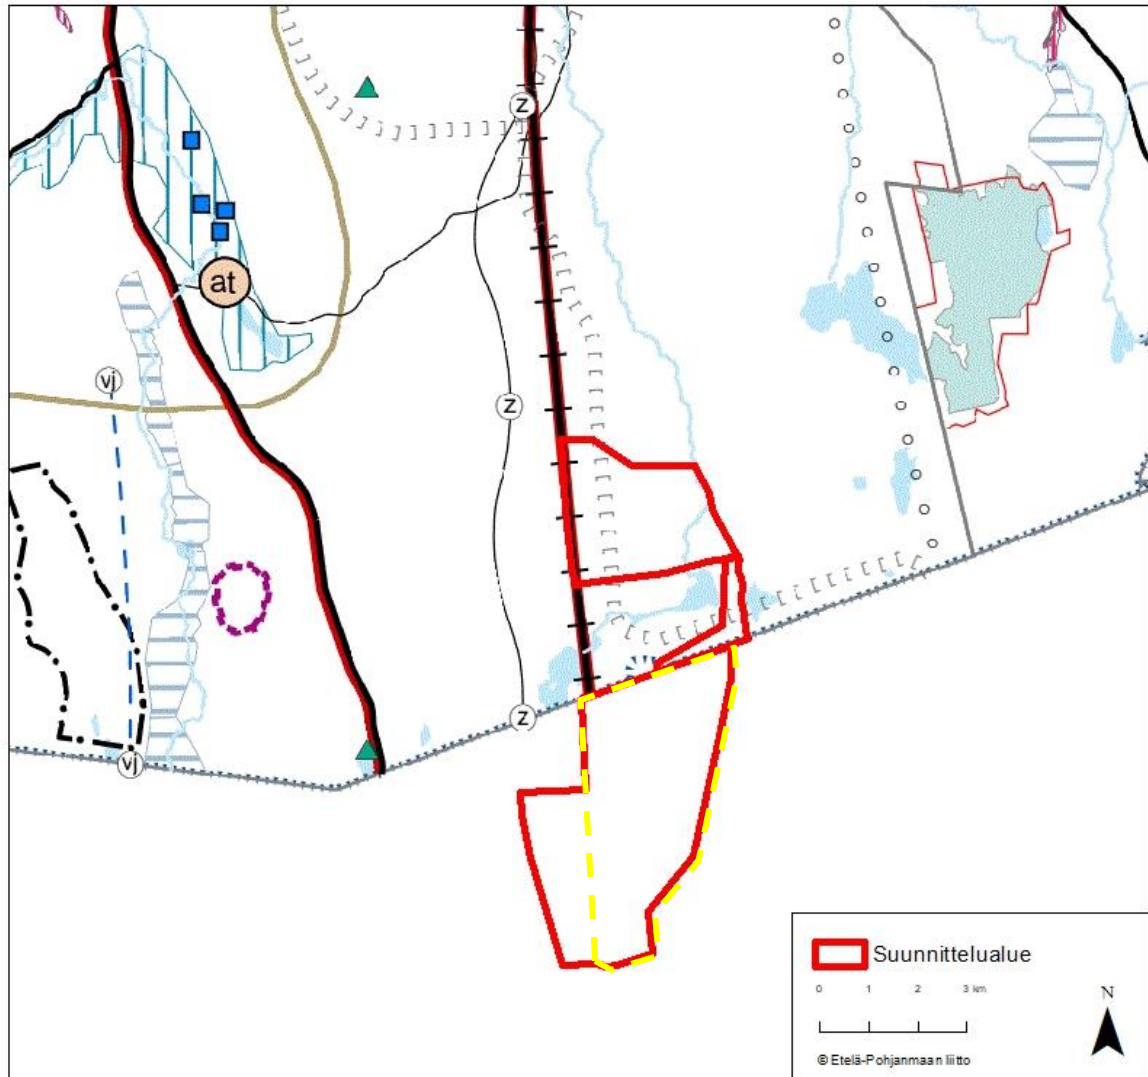 z
at
vj
z
z
vj
Suunnittelualue
0 1 2 3 km
N
© Etelä-Pohjanmaan liitto